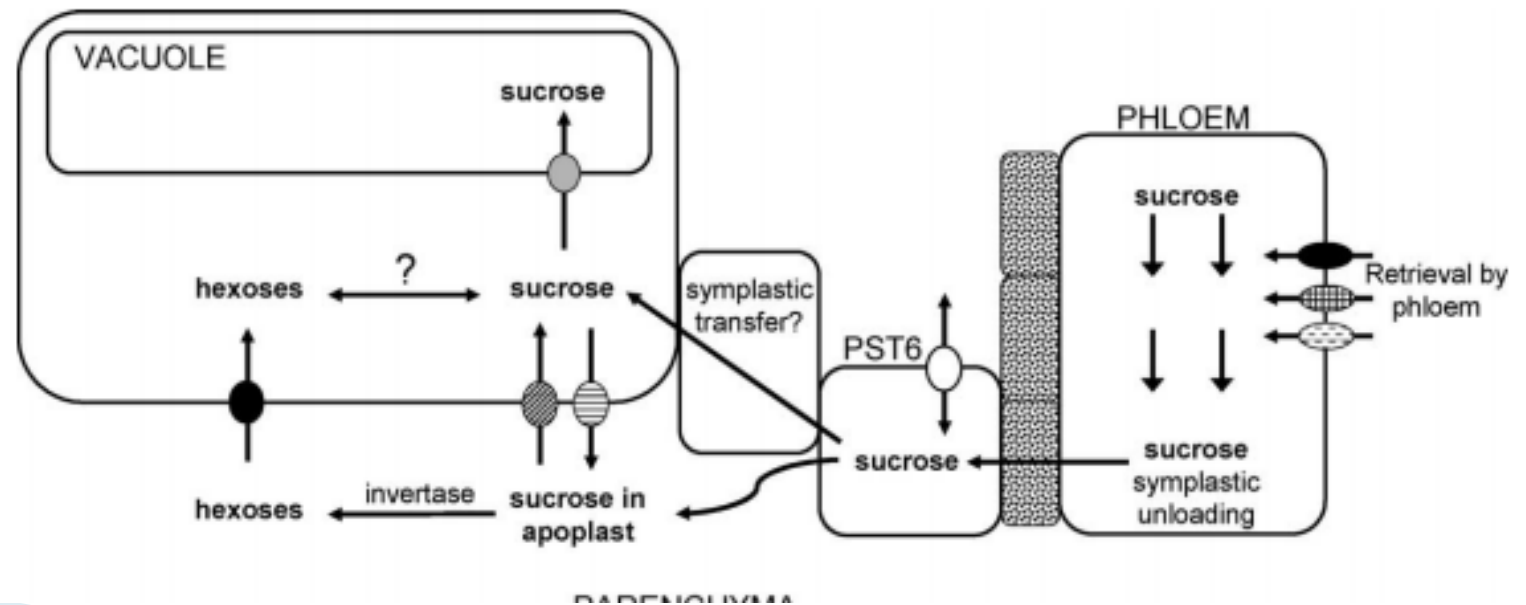 VACUOLE
sucrose
PHLOEM
sucrose
hexoses
?
sucrose
symplastic
transfer?
Retrieval by
phloem
PST6
sucrose
sucrose
symplastic
unloading
hexoses
invertase
sucrose in
apoplast
PARENCHYMA